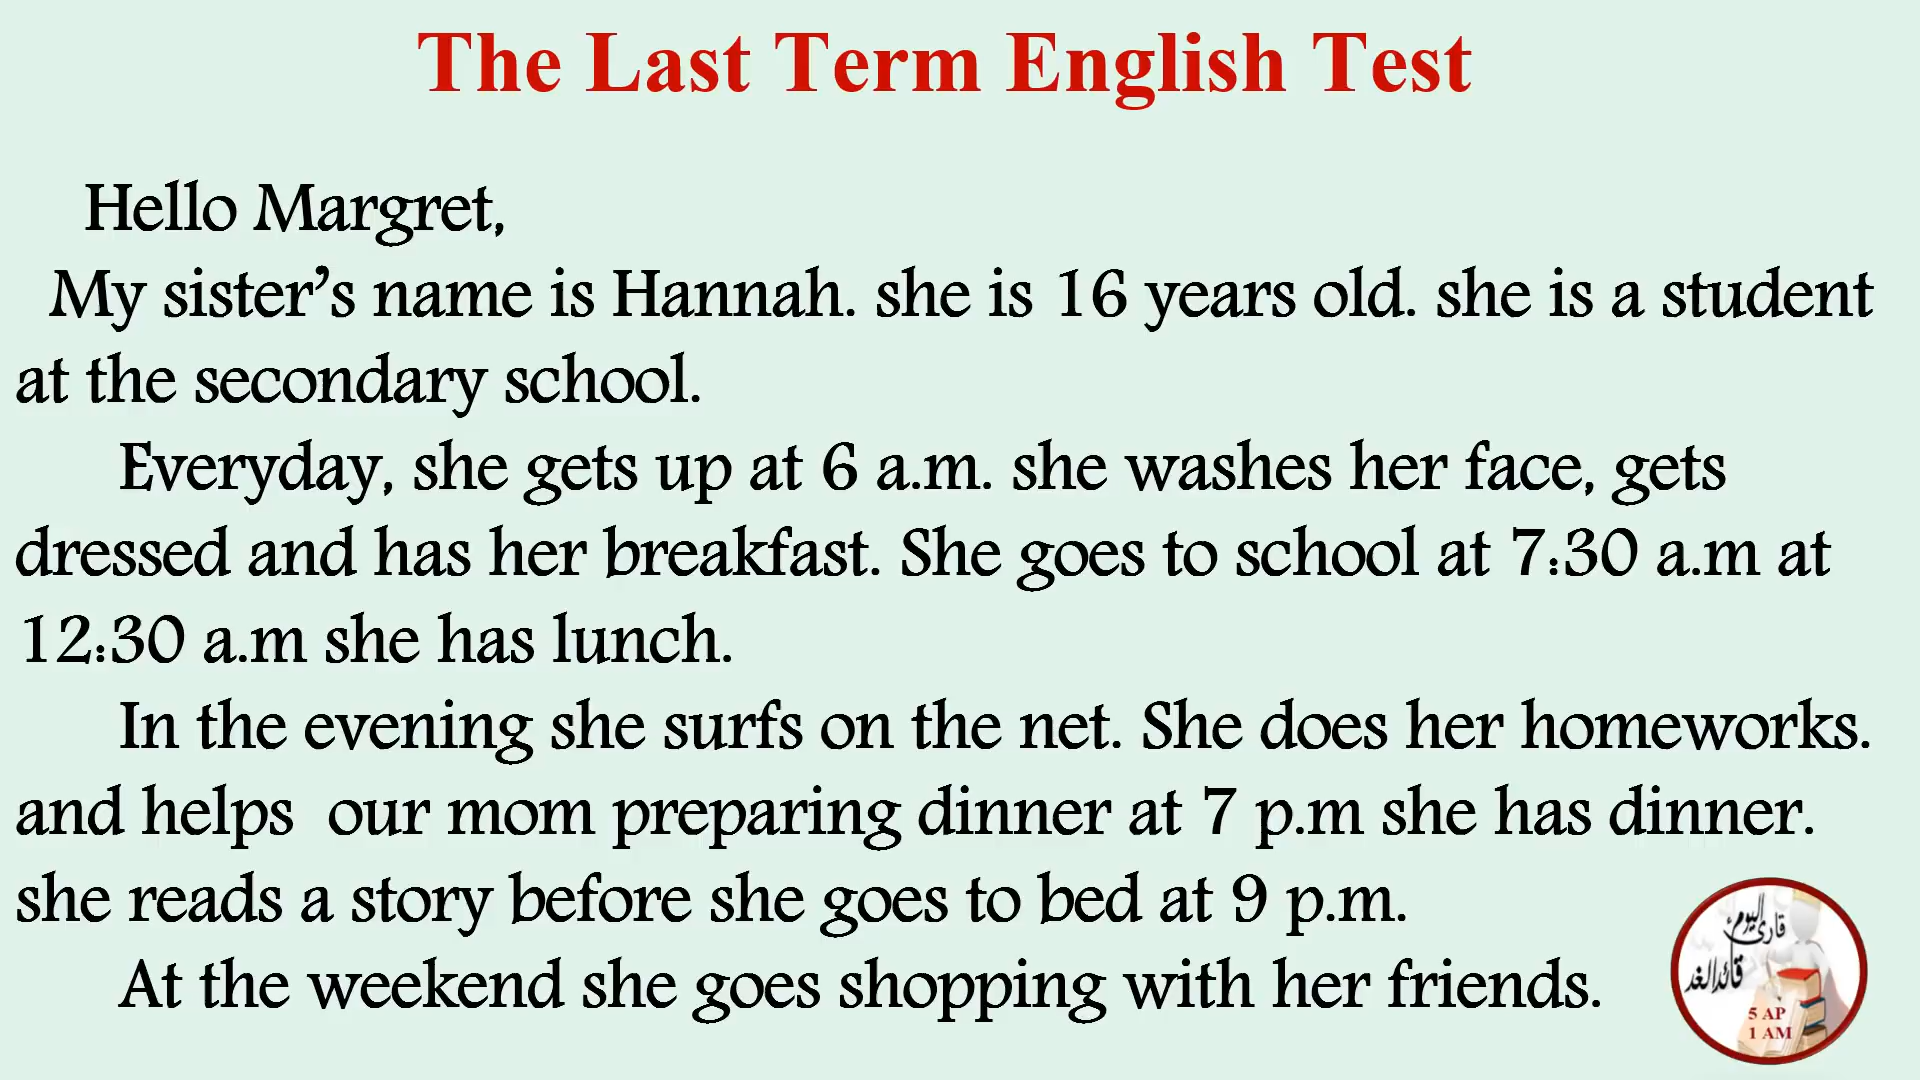 The Last Term English Test
Hello Margret,
My sister’s name is Hannah. she is 16 years old. she is a student
at the secondary school.
Everyday, she gets up at 6 a.m. she washes her face, gets
dressed and has her breakfast. She goes to school at 7:30 a.m at
12:30 a.m she has lunch.
In the evening she surfs on the net. She does her homeworks.
and helps  our mom preparing dinner at 7 p.m she has dinner.
she reads a story before she goes to bed at 9 p.m.
At the weekend she goes shopping with her friends.
قارئ اليوم
قائد الغد
5 AP
1 AM